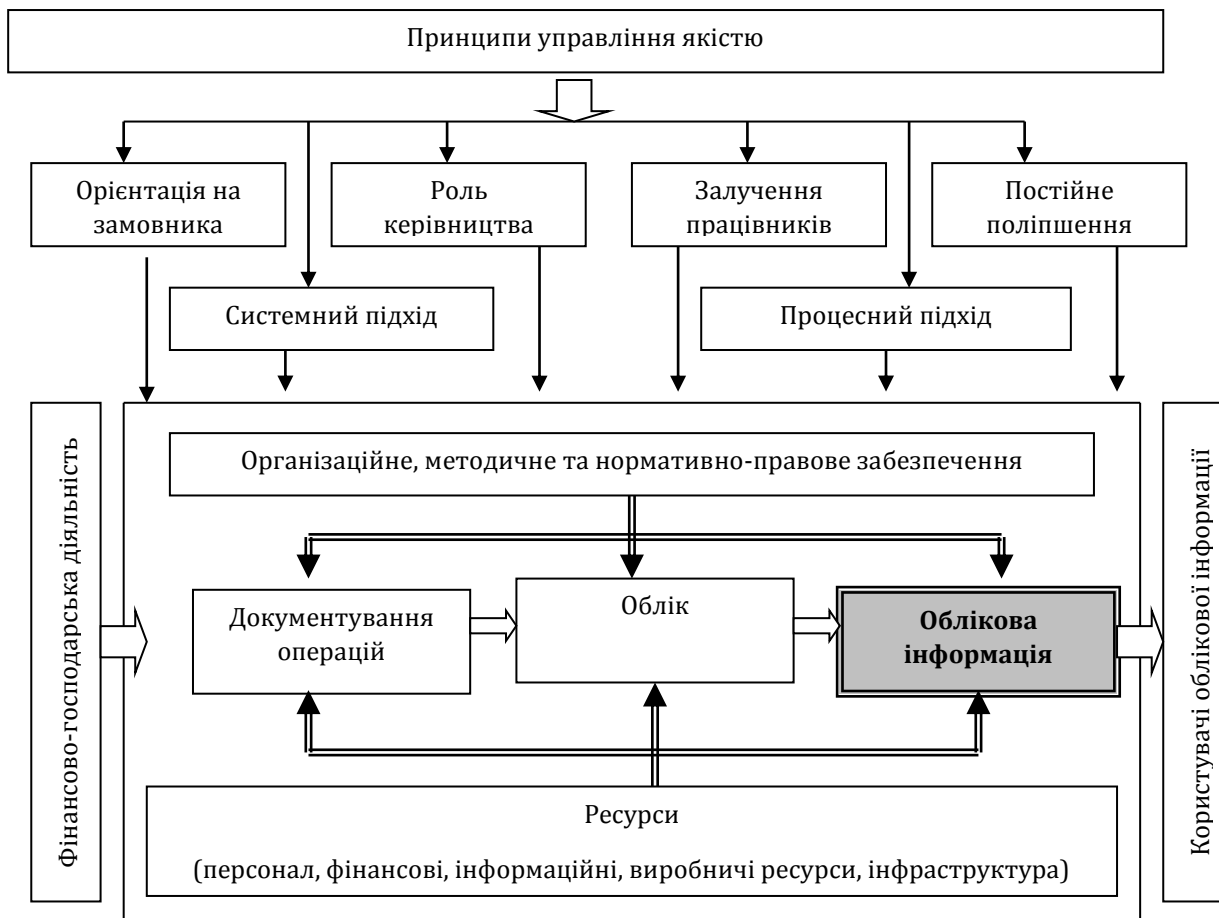 Принципи управління якістю
Орієнтація на
замовника
Роль
керівництва
Залучення
працівників
Постійне
поліпшення
Системний підхід
Процесний підхід
Фінансово-господарська діяльність
Організаційне, методичне та нормативно-правове забезпечення
Документування
операцій
Облік
Облікова
інформація
Ресурси
(персонал, фінансові, інформаційні, виробничі ресурси, інфраструктура)
Користувачі облікової інформації